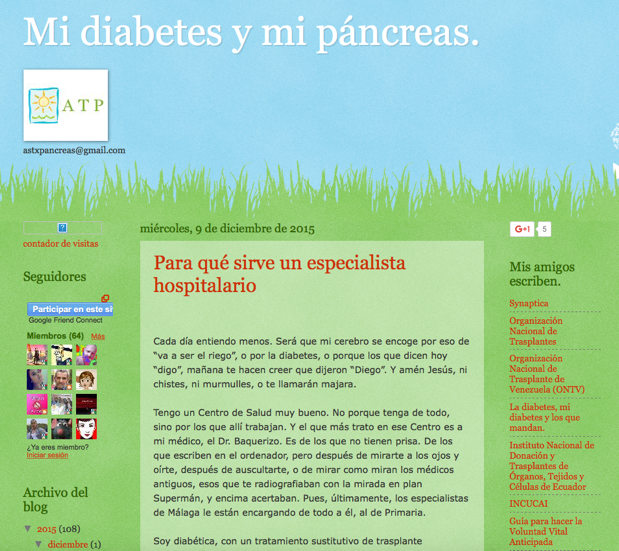 Mi diabetes y mi páncreas.
A T P
astxpancreas@gmail.com
?
contador de visitas
Seguidores
Participar en este si
Google Friend Connect
Miembros (64) Más
¿Ya eres miembro?
Iniciar sesión
Archivo del
blog
▼ 2015 (108)
▼ diciembre (1)
miércoles, 9 de diciembre de 2015
Para qué sirve un especialista
hospitalario
Cada día entiendo menos. Será que mi cerebro se encoge por eso de
“va a ser el riego”, o por la diabetes, o porque los que dicen hoy
“digo”, mañana te hacen creer que dijeron “Diego”. Y amén Jesús, ni
chistes, ni murmulles, o te llamarán majara.
Tengo un Centro de Salud muy bueno. No porque tenga de todo,
sino por los que allí trabajan. Y el que más trato en ese Centro es a
mi médico, el Dr. Baquerizo. Es de los que no tienen prisa. De los
que escriben en el ordenador, pero después de mirarte a los ojos y
oírte, después de auscultarte, o de mirar como miran los médicos
antiguos, esos que te radiografiaban con la mirada en plan
Supermán, y encima acertaban. Pues, últimamente, los especialistas
de Málaga le están encargando de todo a él, al de Primaria.
Soy diabética, con un tratamiento sustitutivo de trasplante
G+1 5
Mis amigos
escriben.
Synaptica
Organización
Nacional de
Trasplantes
Organización
Nacional de
Trasplante de
Venezuela (ONTV)
La diabetes, mi
diabetes y los que
mandan.
Instituto Nacional de
Donación y
Trasplantes de
Órganos, Tejidos y
Células de Ecuador
INCUCAI
Guía para hacer la
Voluntad Vital
Anticipada